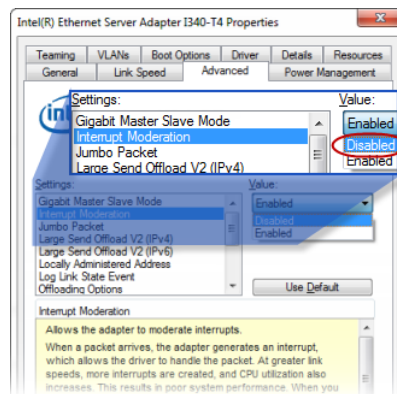 Intel(R) Ethernet Server Adapter I340-T4 Properties
Teaming VLANs Boot Options Driver Details Resources
General Link Speed Advanced Power Management
Settings: Value:
Gigabit Master Slave Mode Enabled
Interrupt Moderation Disabled
Jumbo Packet Enabled
Large Send Offload V2 (IPv4)
Settings: Value:
Gigabit Master Slave Mode Enabled
Interrupt Moderation Disabled
Jumbo Packet Enabled
Large Send Offload V2 (IPv4)
Large Send Offload V2 (IPv6)
Locally Administered Address
Log Link State Event
Offloading Options Use Default
Interrupt Moderation
Allows the adapter to moderate interrupts.
When a packet arrives, the adapter generates an interrupt,
which allows the driver to handle the packet. At greater link
speeds, more interrupts are created, and CPU utilization also
increases. This results in poor system performance. When you